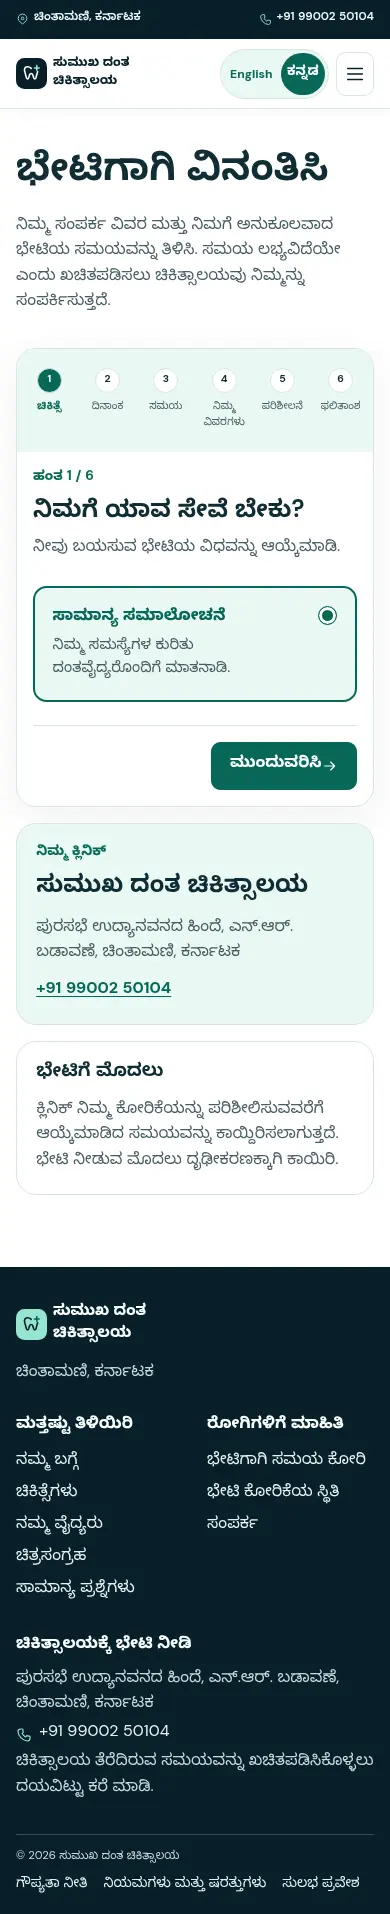 ಚಿಂತಾಮಣಿ, ಕರ್ನಾಟಕ
+91 99002 50104
ಸುಮುಖ ದಂತ
ಚಿಕಿತ್ಸಾಲಯ
English
ಕನ್ನಡ
ಭೇಟಿಗಾಗಿ ವಿನಂತಿಸಿ
ನಿಮ್ಮ ಸಂಪರ್ಕ ವಿವರ ಮತ್ತು ನಿಮಗೆ ಅನುಕೂಲವಾದ
ಭೇಟಿಯ ಸಮಯವನ್ನು ತಿಳಿಸಿ. ಸಮಯ ಲಭ್ಯವಿದೆಯೇ
ಎಂದು ಖಚಿತಪಡಿಸಲು ಚಿಕಿತ್ಸಾಲಯವು ನಿಮ್ಮನ್ನು
ಸಂಪರ್ಕಿಸುತ್ತದೆ.
1
2
3
4
5
6
ಚಿಕಿತ್ಸೆ
ದಿನಾಂಕ
ಸಮಯ
ನಿಮ್ಮ
ವಿವರಗಳು
ಪರಿಶೀಲನೆ
ಫಲಿತಾಂಶ
ಹಂತ 1 / 6
ನಿಮಗೆ ಯಾವ ಸೇವೆ ಬೇಕು?
ನೀವು ಬಯಸುವ ಭೇಟಿಯ ವಿಧವನ್ನು ಆಯ್ಕೆಮಾಡಿ.
ಸಾಮಾನ್ಯ ಸಮಾಲೋಚನೆ
ನಿಮ್ಮ ಸಮಸ್ಯೆಗಳ ಕುರಿತು
ದಂತವೈದ್ಯರೊಂದಿಗೆ ಮಾತನಾಡಿ.
ಮುಂದುವರಿಸಿ→
ನಿಮ್ಮ ಕ್ಲಿನಿಕ್
ಸುಮುಖ ದಂತ ಚಿಕಿತ್ಸಾಲಯ
ಪುರಸಭೆ ಉದ್ಯಾನವನದ ಹಿಂದೆ, ಎನ್.ಆರ್.
ಬಡಾವಣೆ, ಚಿಂತಾಮಣಿ, ಕರ್ನಾಟಕ
+91 99002 50104
ಭೇಟಿಗೆ ಮೊದಲು
ಕ್ಲಿನಿಕ್ ನಿಮ್ಮ ಕೋರಿಕೆಯನ್ನು ಪರಿಶೀಲಿಸುವವರೆಗೆ
ಆಯ್ಕೆಮಾಡಿದ ಸಮಯವನ್ನು ಕಾಯ್ದಿರಿಸಲಾಗುತ್ತದೆ.
ಭೇಟಿ ನೀಡುವ ಮೊದಲು ದೃಢೀಕರಣಕ್ಕಾಗಿ ಕಾಯಿರಿ.
ಸುಮುಖ ದಂತ
ಚಿಕಿತ್ಸಾಲಯ
ಚಿಂತಾಮಣಿ, ಕರ್ನಾಟಕ
ಮತ್ತಷ್ಟು ತಿಳಿಯಿರಿ
ನಮ್ಮ ಬಗ್ಗೆ
ಚಿಕಿತ್ಸೆಗಳು
ನಮ್ಮ ವೈದ್ಯರು
ಚಿತ್ರಸಂಗ್ರಹ
ಸಾಮಾನ್ಯ ಪ್ರಶ್ನೆಗಳು
ರೋಗಿಗಳಿಗೆ ಮಾಹಿತಿ
ಭೇಟಿಗಾಗಿ ಸಮಯ ಕೋರಿ
ಭೇಟಿ ಕೋರಿಕೆಯ ಸ್ಥಿತಿ
ಸಂಪರ್ಕ
ಚಿಕಿತ್ಸಾಲಯಕ್ಕೆ ಭೇಟಿ ನೀಡಿ
ಪುರಸಭೆ ಉದ್ಯಾನವನದ ಹಿಂದೆ, ಎನ್.ಆರ್. ಬಡಾವಣೆ,
ಚಿಂತಾಮಣಿ, ಕರ್ನಾಟಕ
+91 99002 50104
ಚಿಕಿತ್ಸಾಲಯ ತೆರೆದಿರುವ ಸಮಯವನ್ನು ಖಚಿತಪಡಿಸಿಕೊಳ್ಳಲು
ದಯವಿಟ್ಟು ಕರೆ ಮಾಡಿ.
© 2026 ಸುಮುಖ ದಂತ ಚಿಕಿತ್ಸಾಲಯ
ಗೌಪ್ಯತಾ ನೀತಿ ನಿಯಮಗಳು ಮತ್ತು ಷರತ್ತುಗಳು ಸುಲಭ ಪ್ರವೇಶ